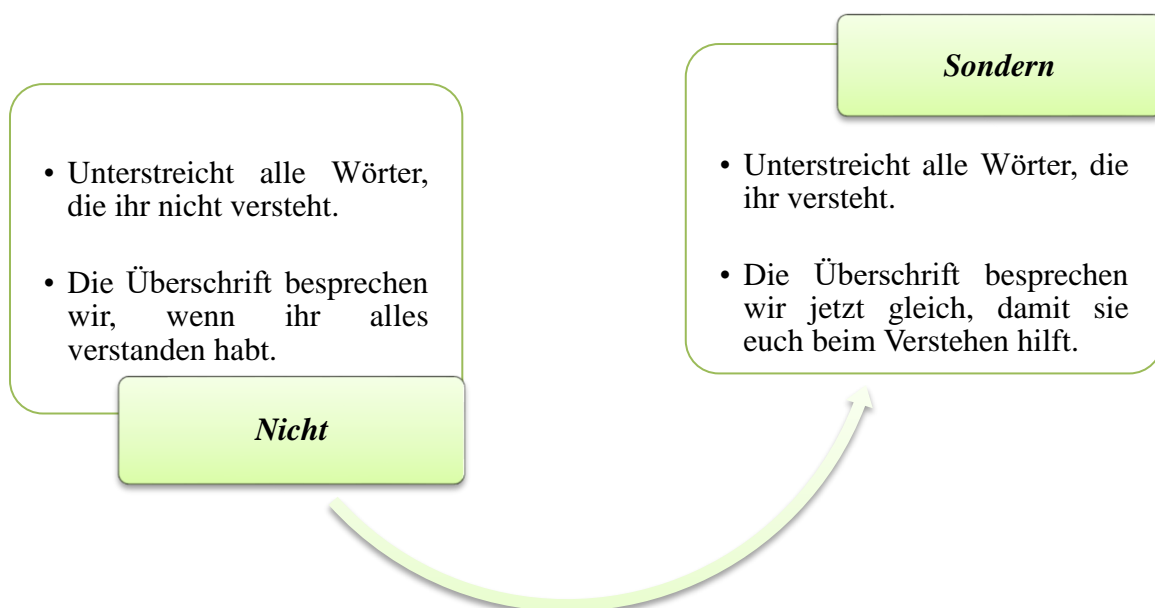 • Unterstreicht alle Wörter,
die ihr nicht versteht.
• Die Überschrift besprechen
wir, wenn ihr alles
verstanden habt.
Nicht
Sondern
• Unterstreicht alle Wörter, die
ihr versteht.
• Die Überschrift besprechen
wir jetzt gleich, damit sie
euch beim Verstehen hilft.